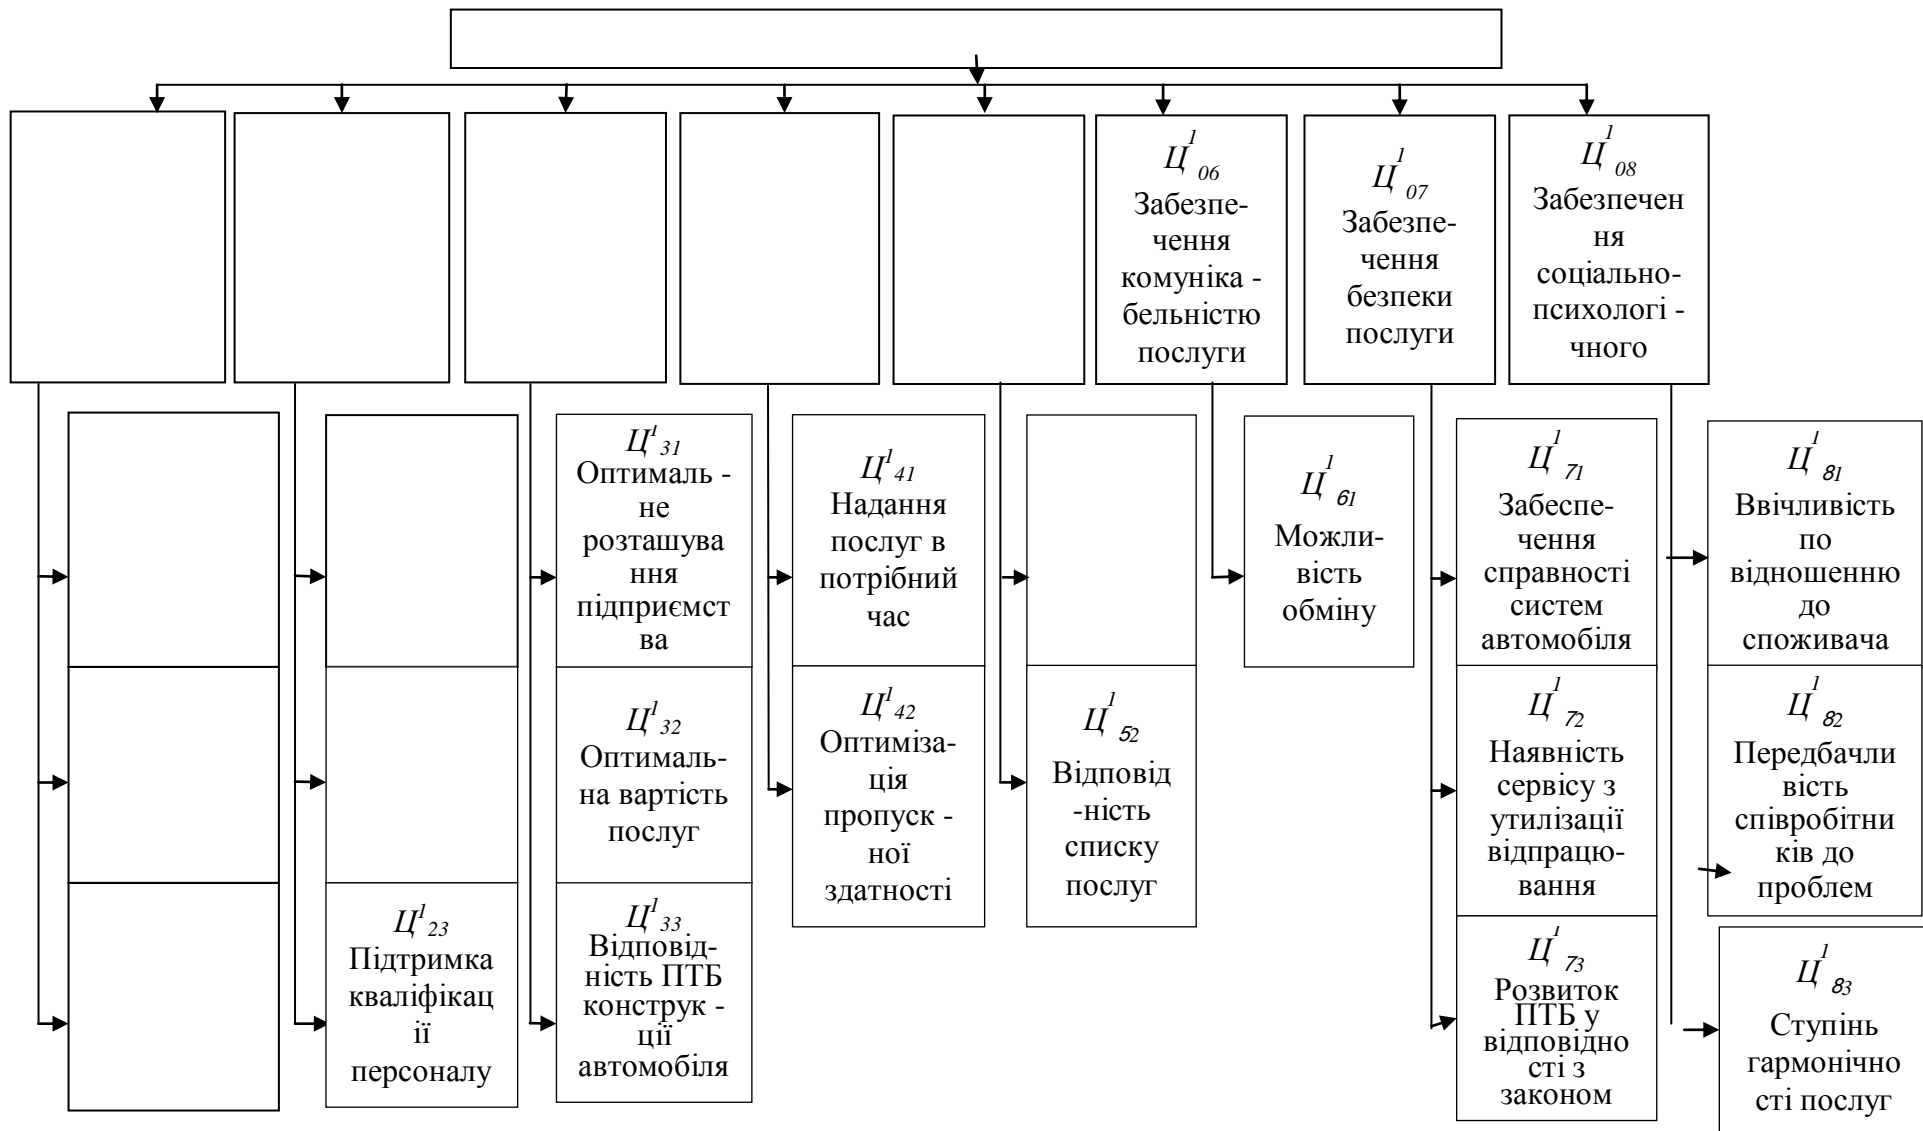 Ц¹₀₆
Забезпе-
чення
комуніка -
бельністю
послуги
Ц¹₀₇
Забезпе-
чення
безпеки
послуги
Ц¹₀₈
Забезпечен
ня
соціально-
психологі -
чного
Ц¹₃₁
Оптималь -
не
розташува
ння
підприємст
ва
Ц¹₃₂
Оптималь-
на вартість
послуг
Ц¹₃₃
Відповід-
ність ПТБ
конструк -
ції
автомобіля
Ц¹₂₃
Підтримка
кваліфікац
ії
персоналу
Ц¹₄₁
Надання
послуг в
потрібний
час
Ц¹₄₂
Оптиміза-
ція
пропуск -
ної
здатності
Ц¹₅₂
Відповід
-ність
списку
послуг
Ц¹₆₁
Можли-
вість
обміну
Ц¹₇₁
Забеспе-
чення
справності
систем
автомобіля
Ц¹₇₂
Наявність
сервісу з
утилізації
відпрацю-
вання
Ц¹₇₃
Розвиток
ПТБ у
відповідно
сті з
законом
Ц¹₈₁
Ввічливість
по
відношенню
до
споживача
Ц¹₈₂
Передбачли
вість
співробітни
ків до
проблем
Ц¹₈₃
Ступінь
гармонічно
сті послуг